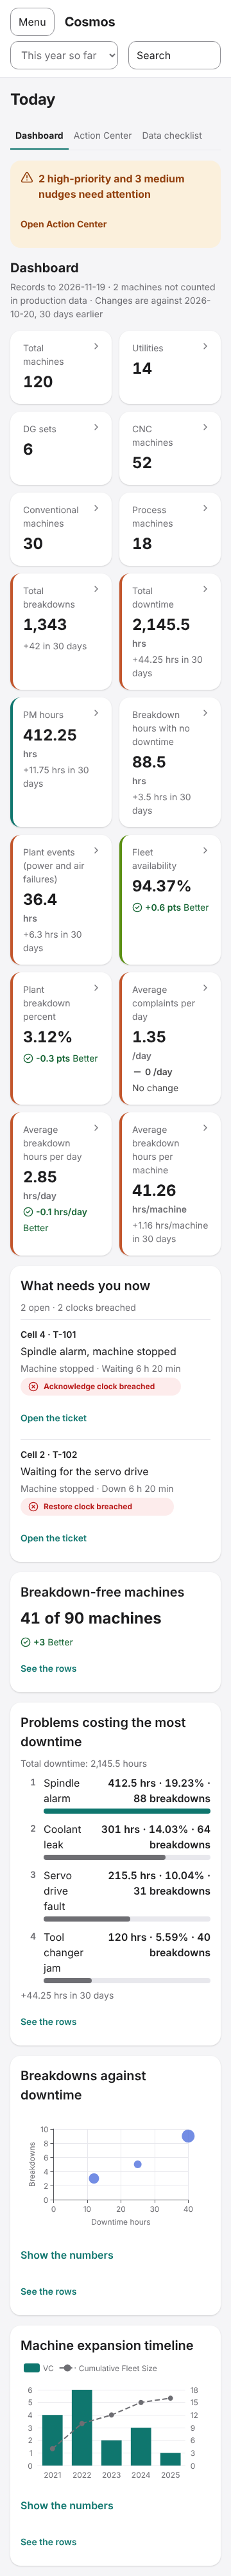 Menu
Cosmos
This year so far
Search
Today
Dashboard
Action Center
Data checklist
2 high-priority and 3 medium
nudges need attention
Open Action Center
Dashboard
Records to 2026-11-19 · 2 machines not counted
in production data · Changes are against 2026-
10-20, 30 days earlier
Total
machines
120
Utilities
14
DG sets
6
CNC
machines
52
Conventional
machines
30
Process
machines
18
Total
breakdowns
1,343
+42 in 30 days
Total
downtime
2,145.5
hrs
+44.25 hrs in 30
days
PM hours
412.25
hrs
+11.75 hrs in 30
days
Breakdown
hours with no
downtime
88.5
hrs
+3.5 hrs in 30
days
Plant events
(power and air
failures)
36.4
hrs
+6.3 hrs in 30
days
Fleet
availability
94.37%
+0.6 pts Better
Plant
breakdown
percent
3.12%
-0.3 pts Better
Average
complaints per
day
1.35
/day
0 /day
No change
Average
breakdown
hours per day
2.85
hrs/day
-0.1 hrs/day
Better
Average
breakdown
hours per
machine
41.26
hrs/machine
+1.16 hrs/machine
in 30 days
What needs you now
2 open · 2 clocks breached
Cell 4 · T-101
Spindle alarm, machine stopped
Machine stopped · Waiting 6 h 20 min
Acknowledge clock breached
Open the ticket
Cell 2 · T-102
Waiting for the servo drive
Machine stopped · Down 6 h 20 min
Restore clock breached
Open the ticket
Breakdown-free machines
41 of 90 machines
+3 Better
See the rows
Problems costing the most
downtime
Total downtime: 2,145.5 hours
1 Spindle alarm
412.5 hrs · 19.23% ·
88 breakdowns
2 Coolant leak
301 hrs · 14.03% · 64
breakdowns
3 Servo drive fault
215.5 hrs · 10.04% ·
31 breakdowns
4 Tool changer jam
120 hrs · 5.59% · 40
breakdowns
+44.25 hrs in 30 days
See the rows
Breakdowns against
downtime
Breakdowns
10
8
6
4
2
0
0 10 20 30 40
Downtime hours
Show the numbers
See the rows
Machine expansion timeline
VC
Cumulative Fleet Size
6
5
4
3
2
1
0
18
15
12
9
6
3
0
2021 2022 2023 2024 2025
Show the numbers
See the rows